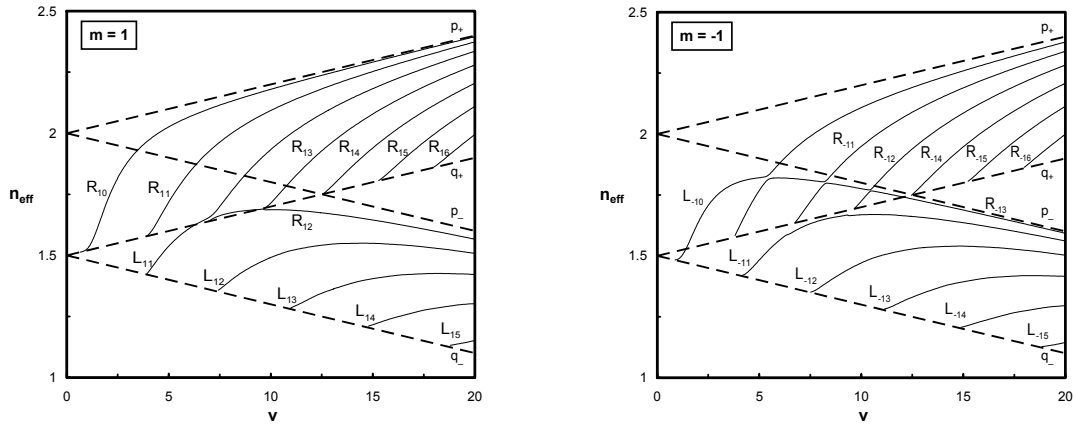 m = 1
2.5
2
1.5
1
n_eff
0
5
10
15
20
v
p₊
p₋
q₊
q₋
R₁₀
R₁₁
R₁₂
R₁₃
R₁₄
R₁₅
R₁₆
L₁₁
L₁₂
L₁₃
L₁₄
L₁₅
m = -1
2.5
2
1.5
1
n_eff
0
5
10
15
20
v
p₊
p₋
q₊
q₋
L₋₁₀
R₋₁₁
R₋₁₂
R₋₁₄
R₋₁₅
R₋₁₆
R₋₁₃
L₋₁₁
L₋₁₂
L₋₁₃
L₋₁₄
L₋₁₅